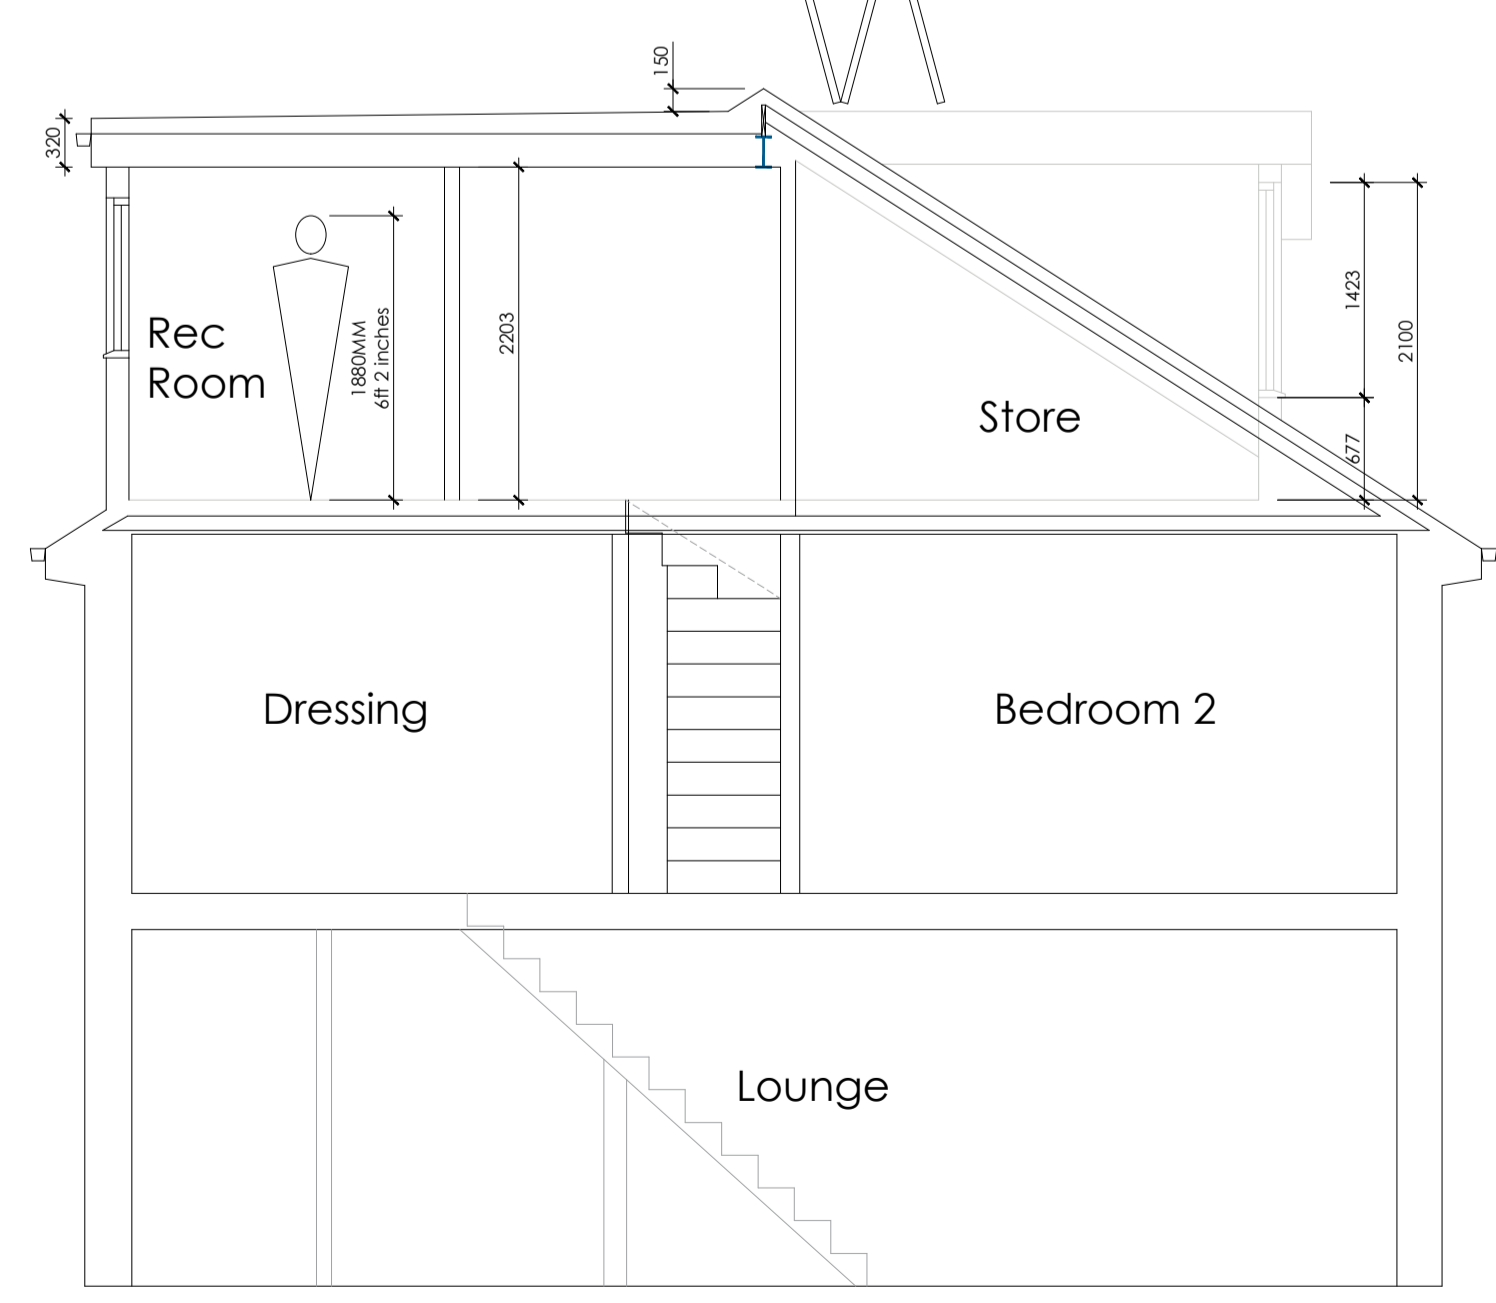 150
320
Rec
Room
1880MM
6ft 2 inches
2203
Store
1423
677
2100
Dressing
Bedroom 2
Lounge